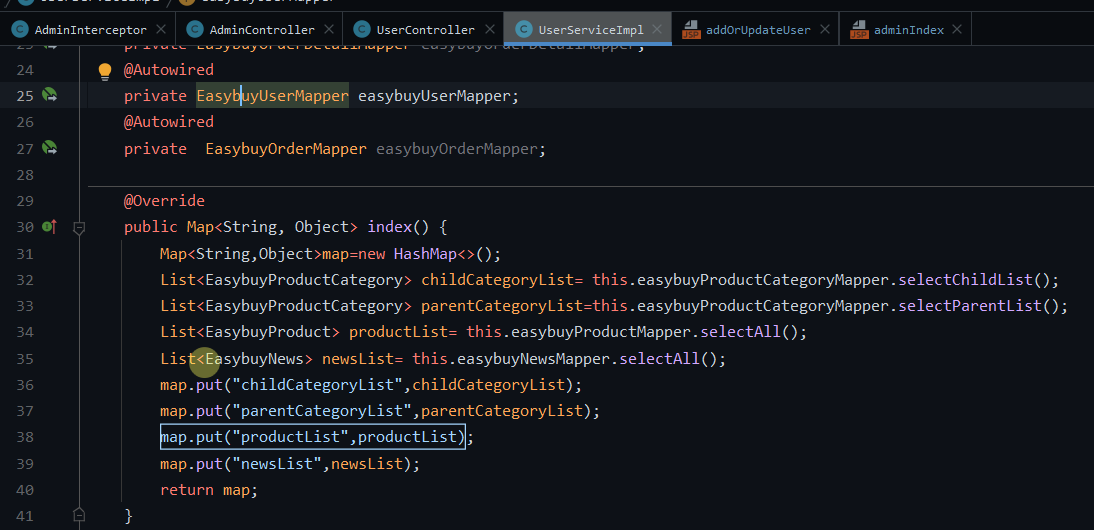 AdminInterceptor AdminController UserController UserServiceImpl addOrUpdateUser adminIndex
24 @Autowired
25 private EasybuyUserMapper easybuyUserMapper;
26 @Autowired
27 private  EasybuyOrderMapper easybuyOrderMapper;
28
29 @Override
30 public Map<String, Object> index() {
31 Map<String,Object>map=new HashMap<>();
32 List<EasybuyProductCategory> childCategoryList= this.easybuyProductCategoryMapper.selectChildList();
33 List<EasybuyProductCategory> parentCategoryList=this.easybuyProductCategoryMapper.selectParentList();
34 List<EasybuyProduct> productList= this.easybuyProductMapper.selectAll();
35 List<EasybuyNews> newsList= this.easybuyNewsMapper.selectAll();
36 map.put("childCategoryList",childCategoryList);
37 map.put("parentCategoryList",parentCategoryList);
38 map.put("productList",productList);
39 map.put("newsList",newsList);
40 return map;
41 }